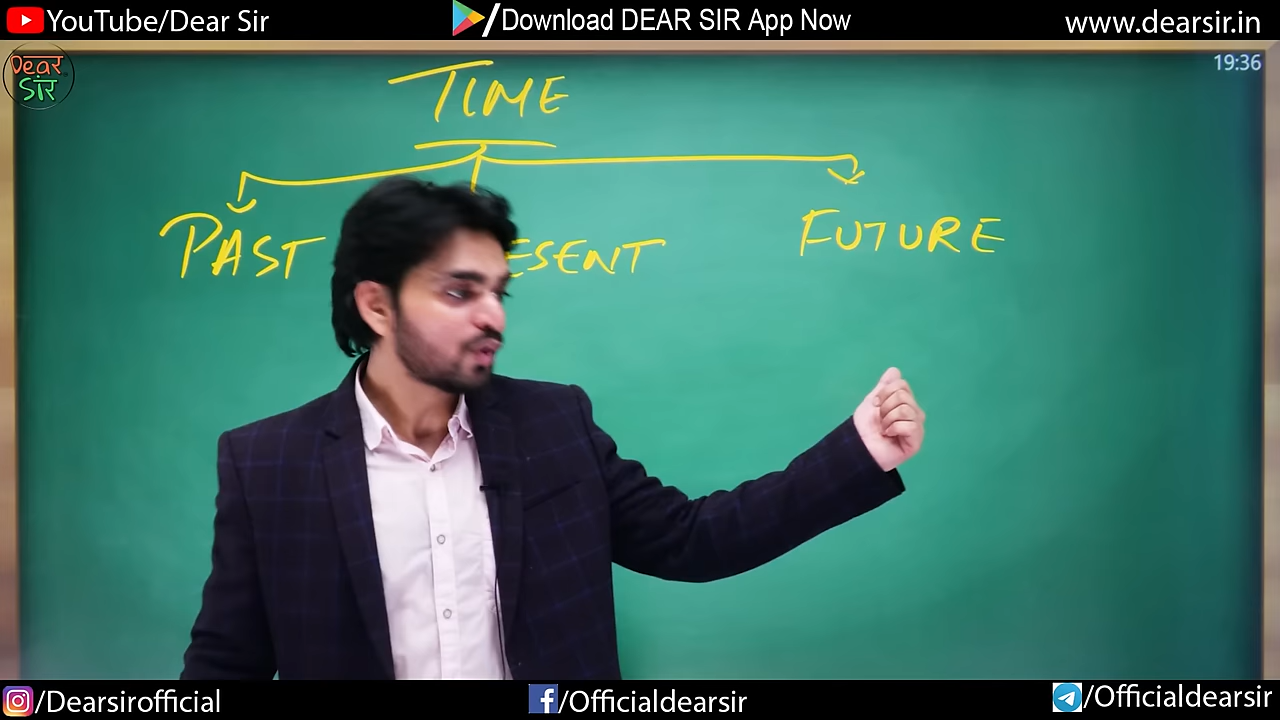 YouTube/Dear Sir
/Download DEAR SIR App Now
www.dearsir.in
Dear
सर
19:36
TIME
PAST
ESENT
FUTURE
/Dearsirofficial
/Officialdearsir
/Officialdearsir